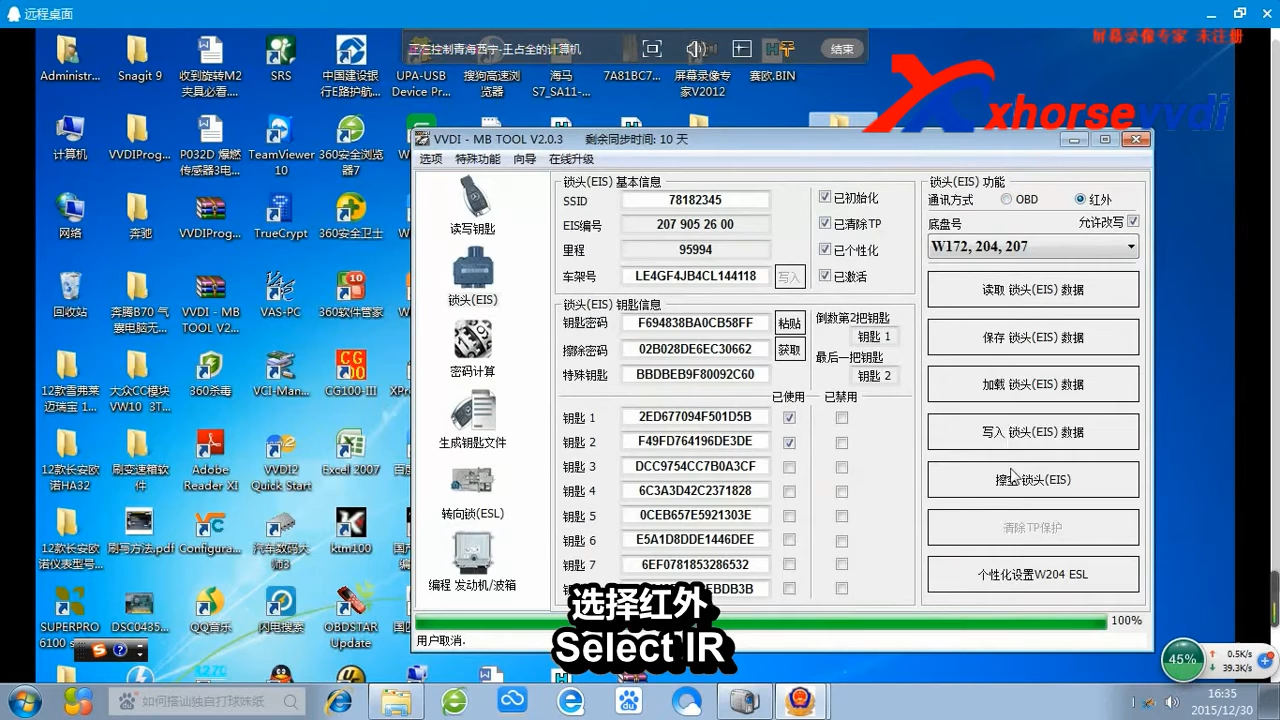 远程桌面
正在控制青海西宁-王占全的计算机
结束
屏幕录像专家 未注册
xhorsevvdi
Administr...
Snagit 9
收到旋转M2
夹具必看....
SRS
中国建设银
行E路护航...
UPA-USB
Device Pr...
搜狗高速浏
览器
海马
S7_SA11-...
7A81BC7...
屏幕录像专
家V2012
赛欧.BIN
计算机
VVDIProg...
P032D 爆燃
传感器3电...
TeamViewer
10
360安全浏览
器7
网络
奔驰
VVDIProg...
TrueCrypt
360安全卫士
回收站
奔腾B70 气
囊电脑无...
VVDI - MB
TOOL V2...
VAS-PC
10
360软件管家
12款雪弗莱
迈瑞宝 1...
大众CC模块
VW10 3T...
360杀毒
VCI-Man...
CG
100
CG100-III
XPro
12款长安欧
诺HA32
刷变速箱软
件
Adobe
Reader XI
VVDI2
Quick Start
Excel 2007
12款长安欧
诺仪表型号...
刷写方法.pdf
Configura...
汽车数码大
师3
ktm100
SUPERPRO
6100
DSC0435...
QQ音乐
闪电搜索
OBDSTAR
Update
VVDI - MB TOOL V2.0.3
剩余同步时间: 10 天
选项
特殊功能
向导
在线升级
读写钥匙
锁头(EIS)
密码计算
生成钥匙文件
转向锁(ESL)
编程 发动机/波箱
锁头(EIS) 基本信息
SSID
78182345
已初始化
EIS编号
207 905 26 00
已清除TP
里程
95994
已个性化
车架号
LE4GF4JB4CL144118
写入
已激活
锁头(EIS) 钥匙信息
钥匙密码
F694838BA0CB58FF
粘贴
倒数第2把钥匙
钥匙 1
擦除密码
02B028DE6EC30662
获取
最后一把钥匙
特殊钥匙
BBDBEB9F80092C60
钥匙 2
已使用
已禁用
钥匙 1
2ED677094F501D5B
钥匙 2
F49FD764196DE3DE
钥匙 3
DCC9754CC7B0A3CF
钥匙 4
6C3A3D42C2371828
钥匙 5
0CEB657E5921303E
钥匙 6
E5A1D8DDE1446DEE
钥匙 7
6EF0781853286532
锁头(EIS) 功能
通讯方式
OBD
红外
底盘号
允许改写
W172, 204, 207
读取 锁头(EIS) 数据
保存 锁头(EIS) 数据
加载 锁头(EIS) 数据
写入 锁头(EIS) 数据
擦除 锁头(EIS)
清除TP保护
个性化设置W204 ESL
100%
用户取消.
选择红外
Select IR
45%
0.5K/s
39.3K/s
如何搭讪独自打球妹纸
16:35
2015/12/30